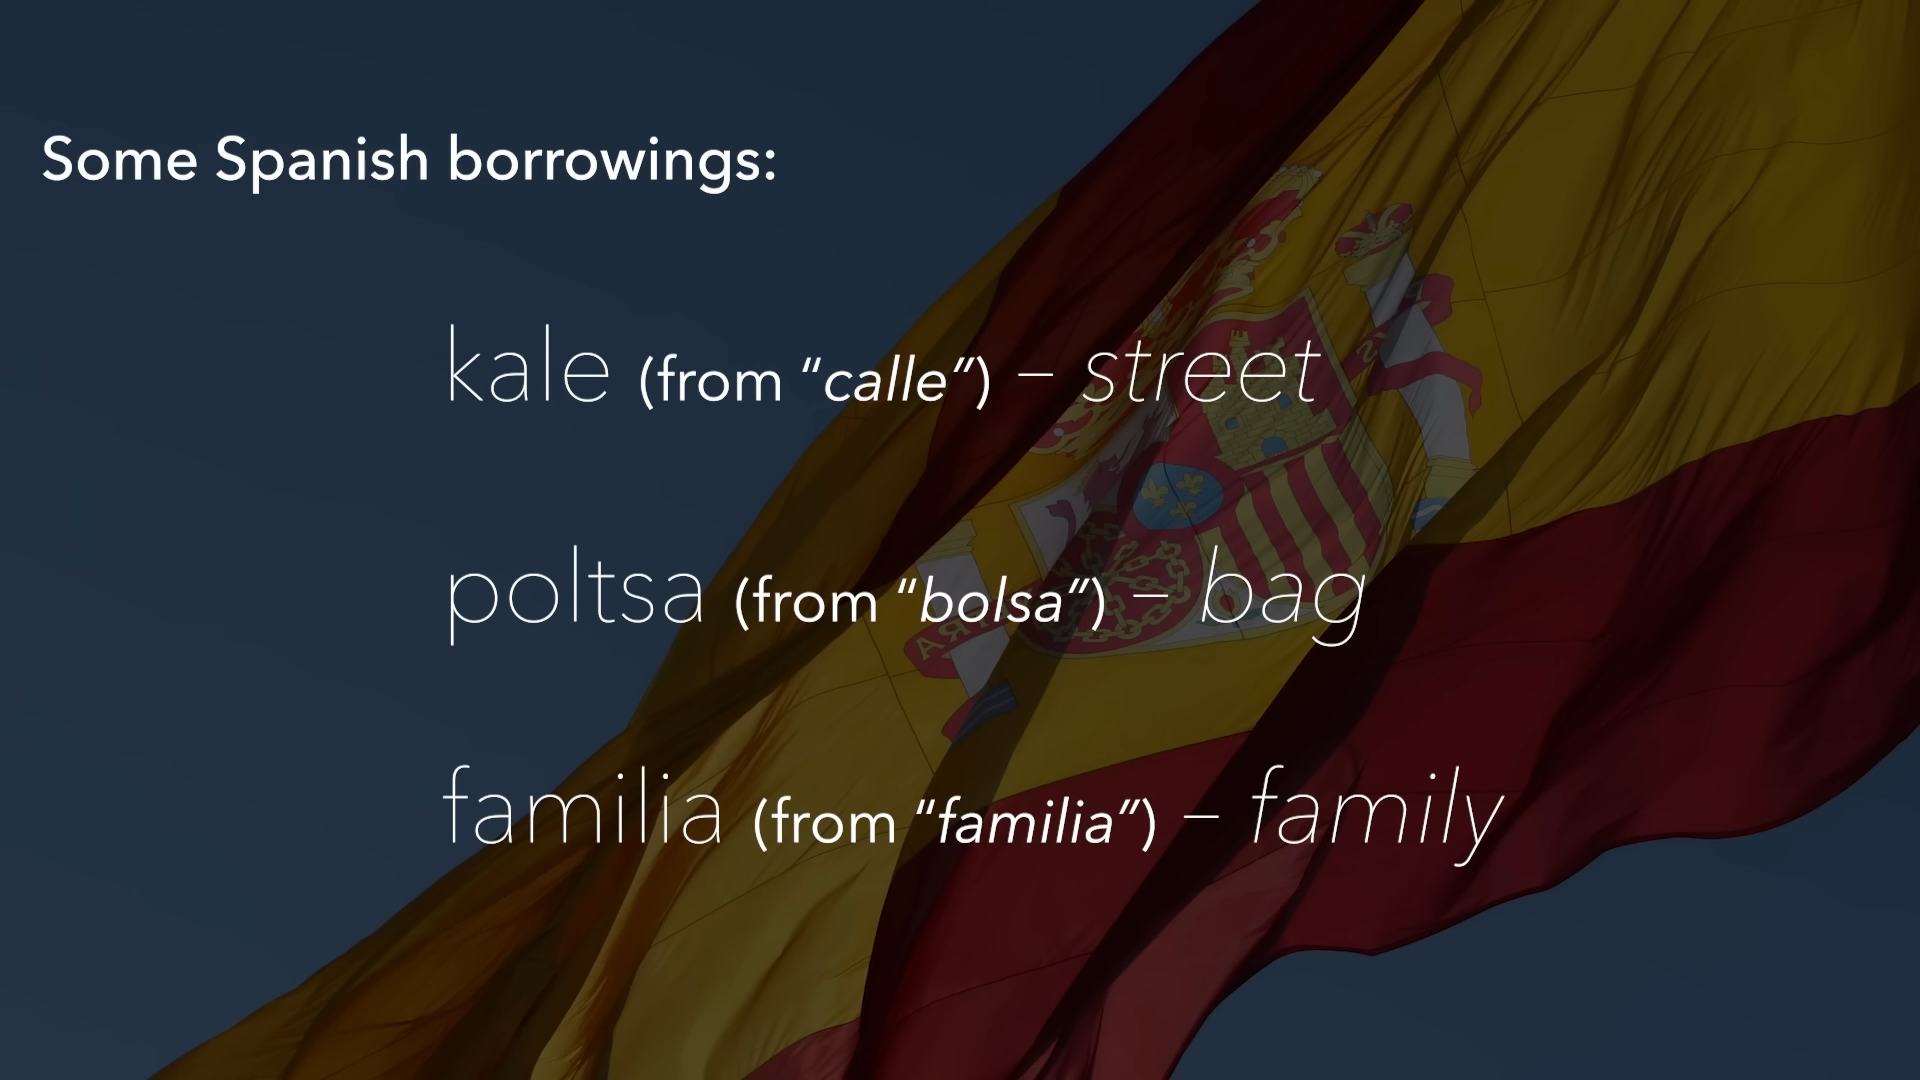 Some Spanish borrowings:
kale (from “calle”) – street
poltsa (from “bolsa”) – bag
familia (from “familia”) – family